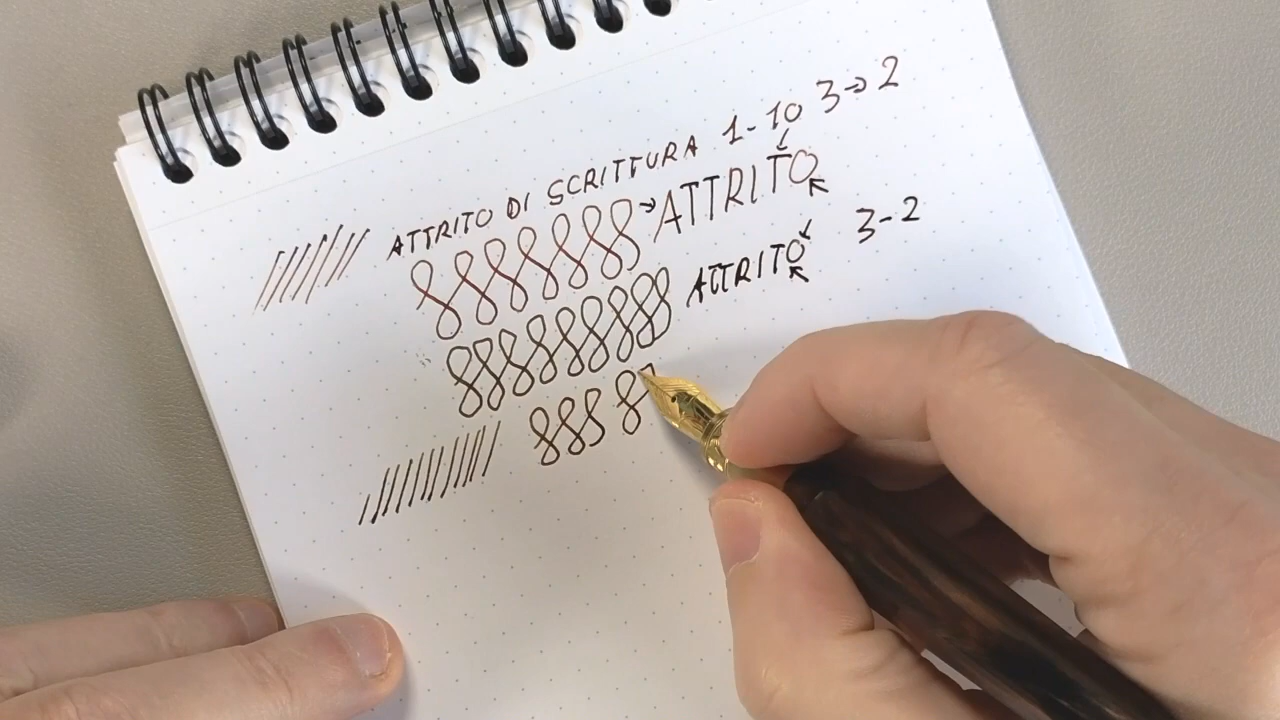 ATTRITO DI SCRITTURA 1-10 3→2
→ATTRITO
ATTRITO 3-2